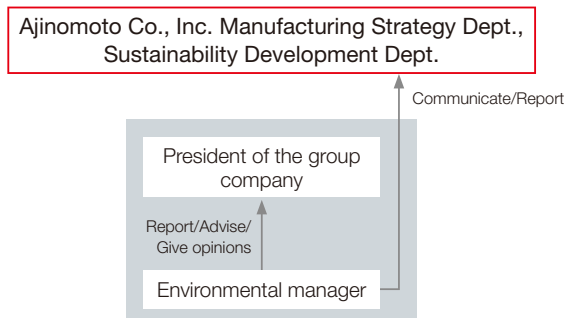 Ajinomoto Co., Inc. Manufacturing Strategy Dept.,
Sustainability Development Dept.
Communicate/Report
President of the group
company
Report/Advise/
Give opinions
Environmental manager